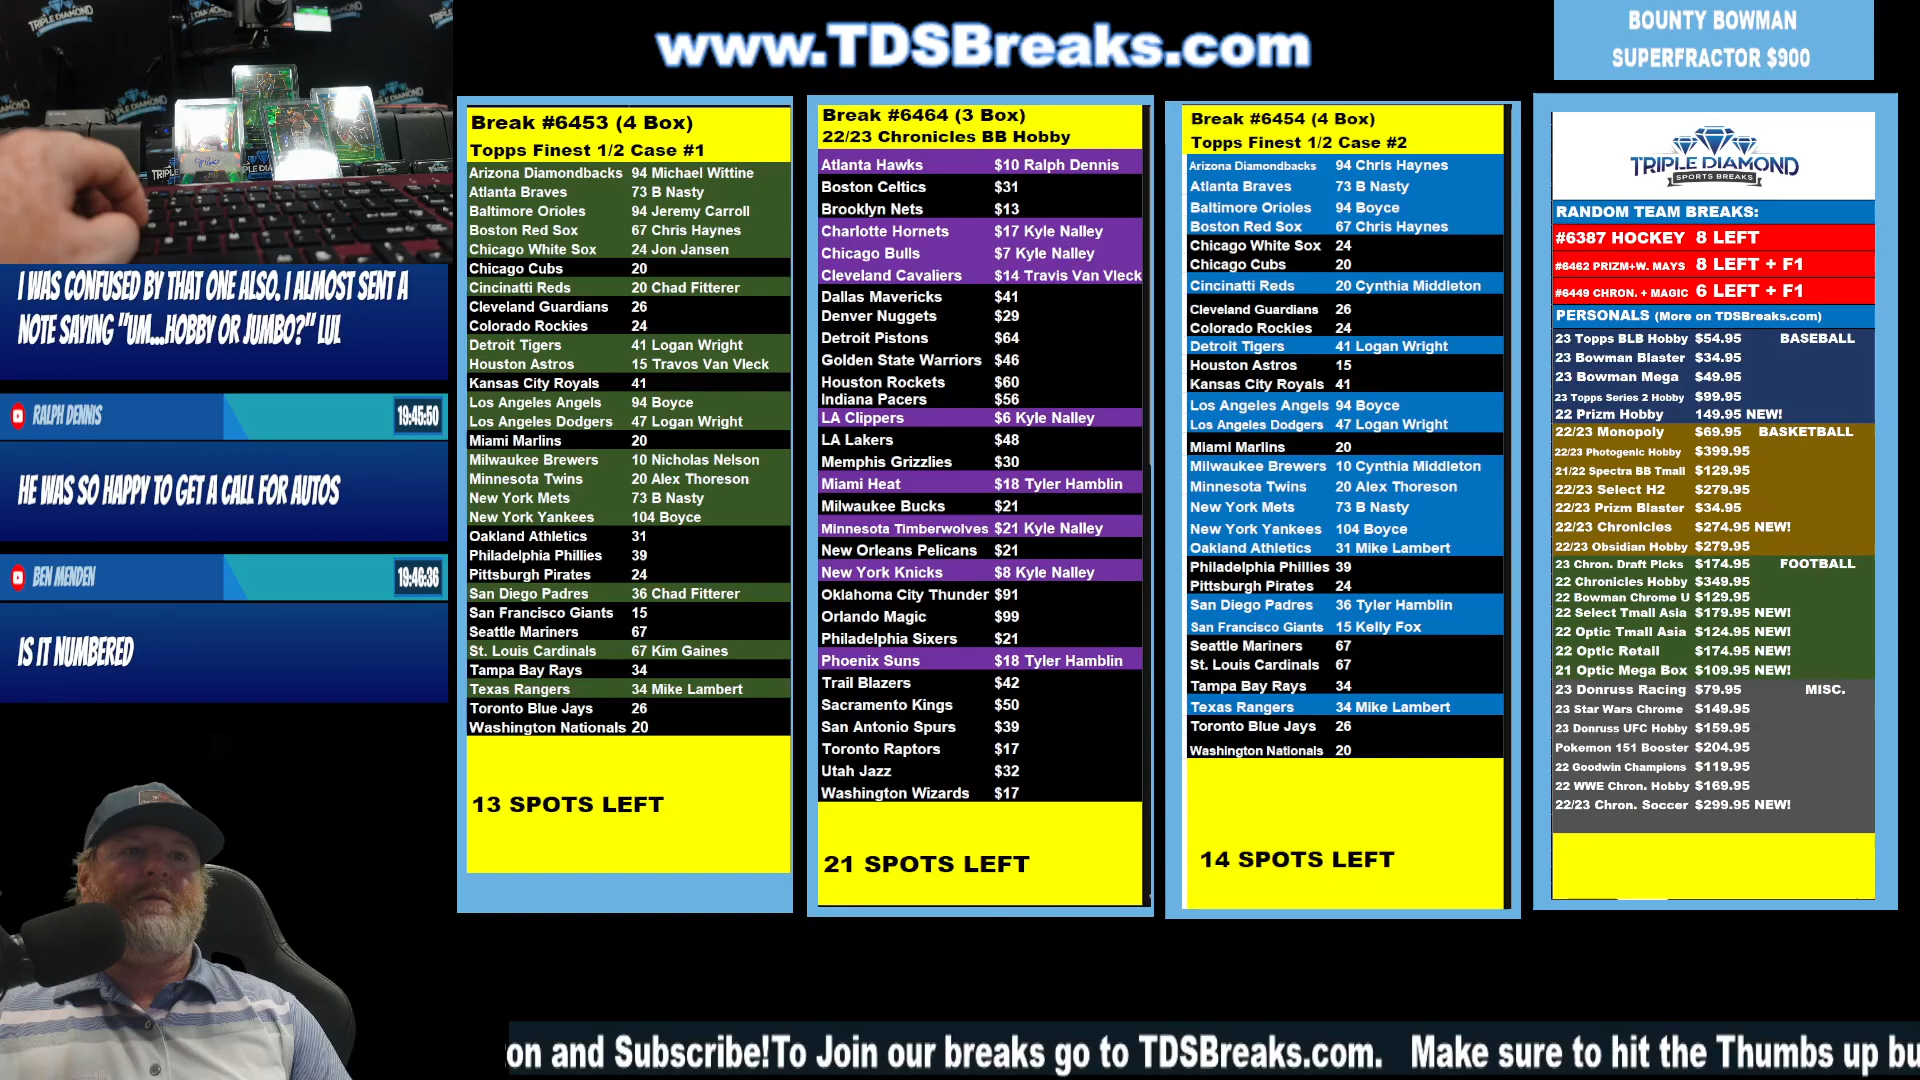 www.TDSBreaks.com
BOUNTY BOWMAN
SUPERFRACTOR $900
I WAS CONFUSED BY THAT ONE ALSO. I ALMOST SENT A
NOTE SAYING "UM...HOBBY OR JUMBO?" LUL
RALPH DENNIS 19:45:50
HE WAS SO HAPPY TO GET A CALL FOR AUTOS
BEN MENDEN 19:46:36
IS IT NUMBERED
Break #6453 (4 Box)
Topps Finest 1/2 Case #1
Arizona Diamondbacks 94 Michael Wittine
Atlanta Braves 73 B Nasty
Baltimore Orioles 94 Jeremy Carroll
Boston Red Sox 67 Chris Haynes
Chicago White Sox 24 Jon Jansen
Chicago Cubs 20
Cincinatti Reds 20 Chad Fitterer
Cleveland Guardians 26
Colorado Rockies 24
Detroit Tigers 41 Logan Wright
Houston Astros 15 Travos Van Vleck
Kansas City Royals 41
Los Angeles Angels 94 Boyce
Los Angeles Dodgers 47 Logan Wright
Miami Marlins 20
Milwaukee Brewers 10 Nicholas Nelson
Minnesota Twins 20 Alex Thoreson
New York Mets 73 B Nasty
New York Yankees 104 Boyce
Oakland Athletics 31
Philadelphia Phillies 39
Pittsburgh Pirates 24
San Diego Padres 36 Chad Fitterer
San Francisco Giants 15
Seattle Mariners 67
St. Louis Cardinals 67 Kim Gaines
Tampa Bay Rays 34
Texas Rangers 34 Mike Lambert
Toronto Blue Jays 26
Washington Nationals 20
13 SPOTS LEFT
Break #6464 (3 Box)
22/23 Chronicles BB Hobby
Atlanta Hawks $10 Ralph Dennis
Boston Celtics $31
Brooklyn Nets $13
Charlotte Hornets $17 Kyle Nalley
Chicago Bulls $7 Kyle Nalley
Cleveland Cavaliers $14 Travis Van Vleck
Dallas Mavericks $41
Denver Nuggets $29
Detroit Pistons $64
Golden State Warriors $46
Houston Rockets $60
Indiana Pacers $56
LA Clippers $6 Kyle Nalley
LA Lakers $48
Memphis Grizzlies $30
Miami Heat $18 Tyler Hamblin
Milwaukee Bucks $21
Minnesota Timberwolves $21 Kyle Nalley
New Orleans Pelicans $21
New York Knicks $8 Kyle Nalley
Oklahoma City Thunder $91
Orlando Magic $99
Philadelphia Sixers $21
Phoenix Suns $18 Tyler Hamblin
Trail Blazers $42
Sacramento Kings $50
San Antonio Spurs $39
Toronto Raptors $17
Utah Jazz $32
Washington Wizards $17
21 SPOTS LEFT
Break #6454 (4 Box)
Topps Finest 1/2 Case #2
Arizona Diamondbacks 94 Chris Haynes
Atlanta Braves 73 B Nasty
Baltimore Orioles 94 Boyce
Boston Red Sox 67 Chris Haynes
Chicago White Sox 24
Chicago Cubs 20
Cincinatti Reds 20 Cynthia Middleton
Cleveland Guardians 26
Colorado Rockies 24
Detroit Tigers 41 Logan Wright
Houston Astros 15
Kansas City Royals 41
Los Angeles Angels 94 Boyce
Los Angeles Dodgers 47 Logan Wright
Miami Marlins 20
Milwaukee Brewers 10 Cynthia Middleton
Minnesota Twins 20 Alex Thoreson
New York Mets 73 B Nasty
New York Yankees 104 Boyce
Oakland Athletics 31 Mike Lambert
Philadelphia Phillies 39
Pittsburgh Pirates 24
San Diego Padres 36 Tyler Hamblin
San Francisco Giants 15 Kelly Fox
Seattle Mariners 67
St. Louis Cardinals 67
Tampa Bay Rays 34
Texas Rangers 34 Mike Lambert
Toronto Blue Jays 26
Washington Nationals 20
14 SPOTS LEFT
TRIPLE DIAMOND
SPORTS BREAKS
RANDOM TEAM BREAKS:
#6387 HOCKEY 8 LEFT
#6462 PRIZM+W. MAYS 8 LEFT + F1
#6449 CHRON. + MAGIC 6 LEFT + F1
PERSONALS (More on TDSBreaks.com)
23 Topps BLB Hobby $54.95 BASEBALL
23 Bowman Blaster $34.95
23 Bowman Mega $49.95
23 Topps Series 2 Hobby $99.95
22 Prizm Hobby 149.95 NEW!
22/23 Monopoly $69.95 BASKETBALL
22/23 Photogenic Hobby $399.95
21/22 Spectra BB Tmall $129.95
22/23 Select H2 $279.95
22/23 Prizm Blaster $34.95
22/23 Chronicles $274.95 NEW!
22/23 Obsidian Hobby $279.95
23 Chron. Draft Picks $174.95 FOOTBALL
22 Chronicles Hobby $349.95
22 Bowman Chrome U $129.95
22 Select Tmall Asia $179.95 NEW!
22 Optic Tmall Asia $124.95 NEW!
22 Optic Retail $174.95 NEW!
21 Optic Mega Box $109.95 NEW!
23 Donruss Racing $79.95 MISC.
23 Star Wars Chrome $149.95
23 Donruss UFC Hobby $159.95
Pokemon 151 Booster $204.95
22 Goodwin Champions $119.95
22 WWE Chron. Hobby $169.95
22/23 Chron. Soccer $299.95 NEW!
on and Subscribe!To Join our breaks go to TDSBreaks.com. Make sure to hit the Thumbs up bu